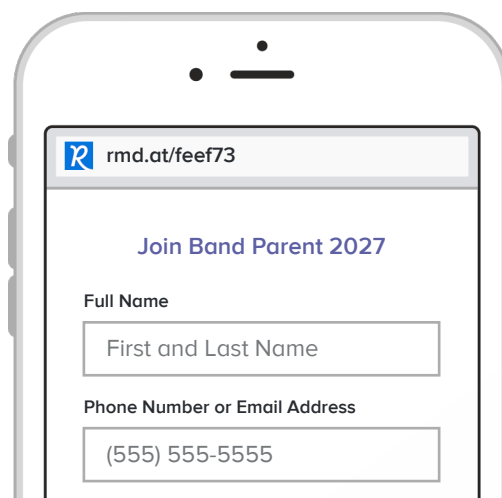 rmd.at/feef73
Join Band Parent 2027
Full Name
First and Last Name
Phone Number or Email Address
(555) 555-5555